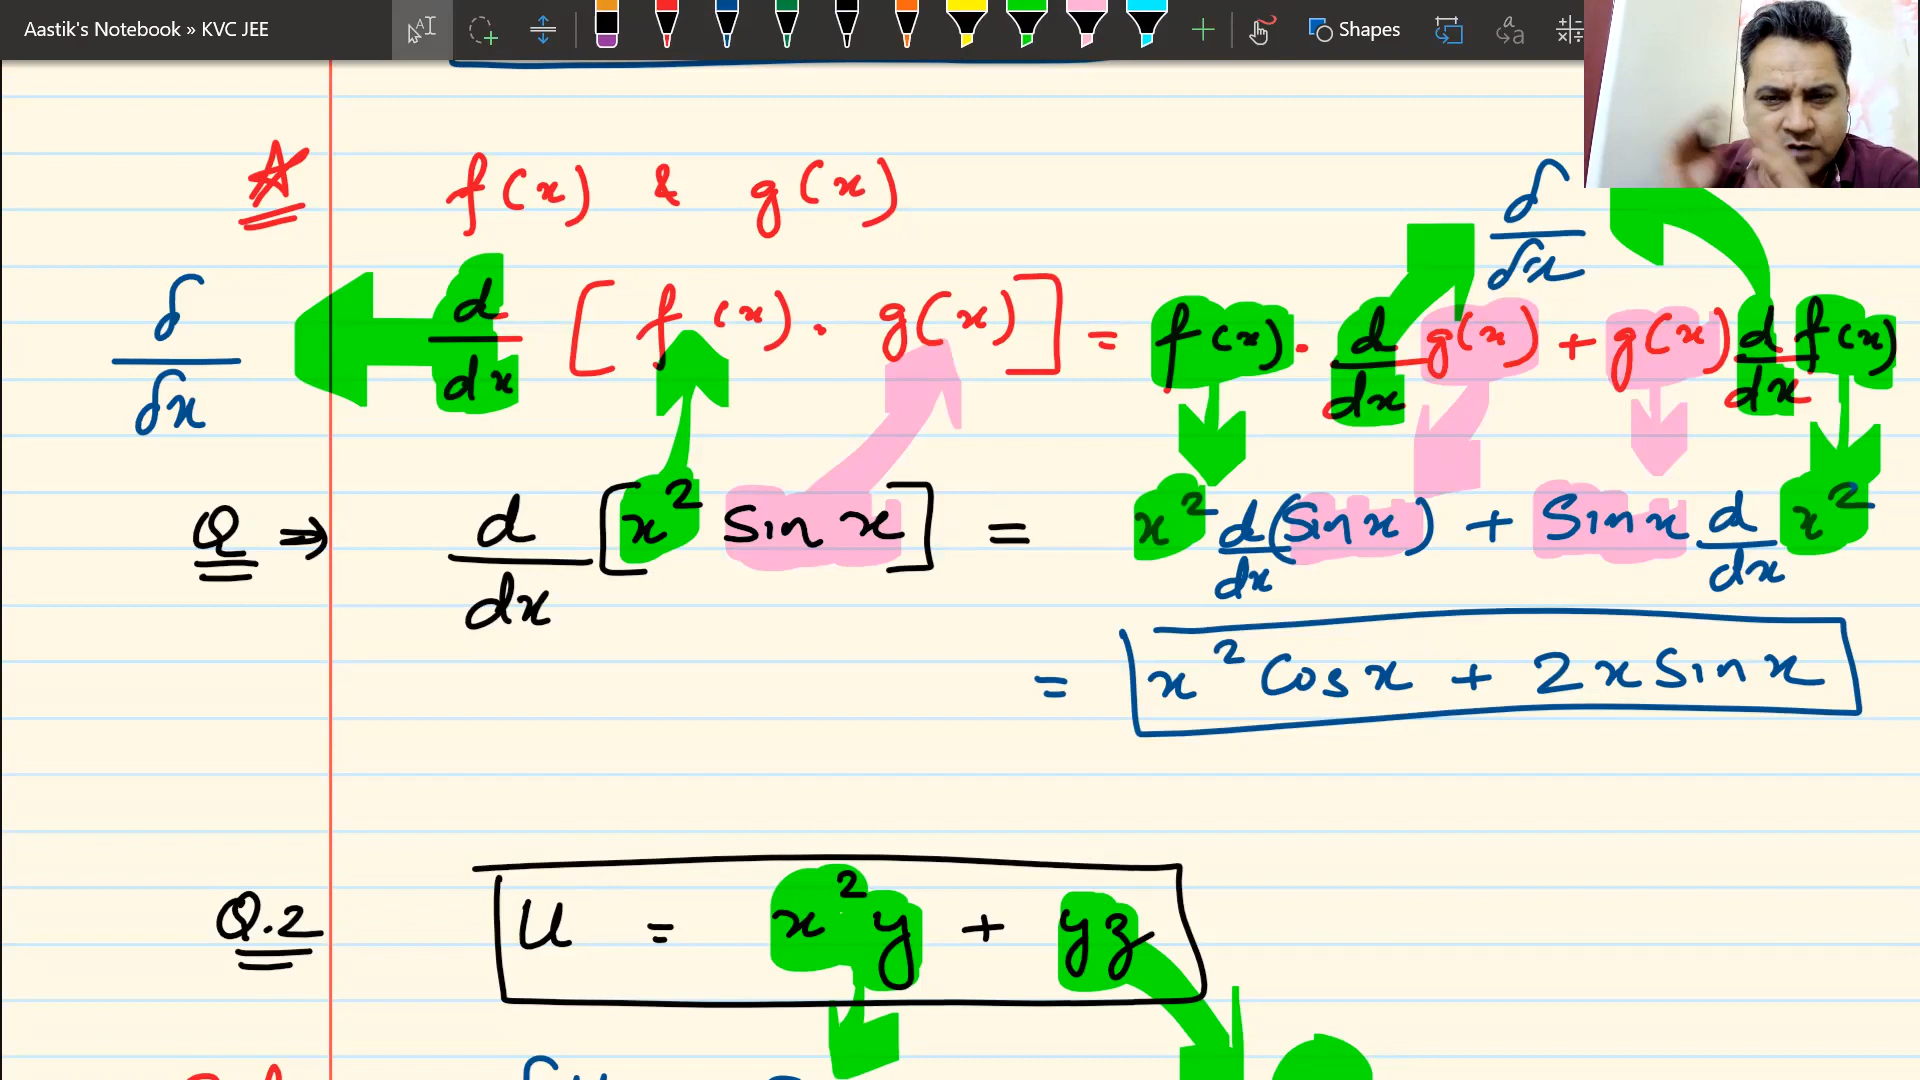 Aastik's Notebook » KVC JEE
Shapes
f(x) & g(x)
δ/δx
δ/δx d/dx [f(x) . g(x)] = f(x) . d/dx g(x) + g(x) d/dx f(x)
Q ⇒ d/dx [x² Sin x] = x² d/dx (Sin x) + Sin x d/dx x²
= x² Cos x + 2x Sin x
Q.2 U = x²y + yz